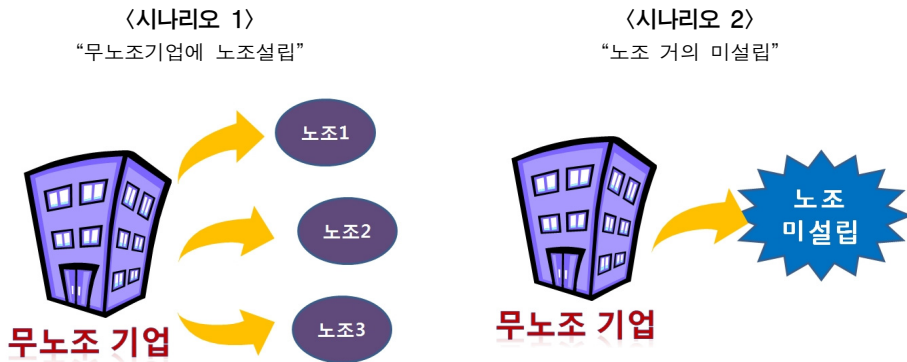 〈시나리오 1〉
“무노조기업에 노조설립”
노조1
노조2
노조3
무노조 기업
〈시나리오 2〉
“노조 거의 미설립”
노조
미설립
무노조 기업